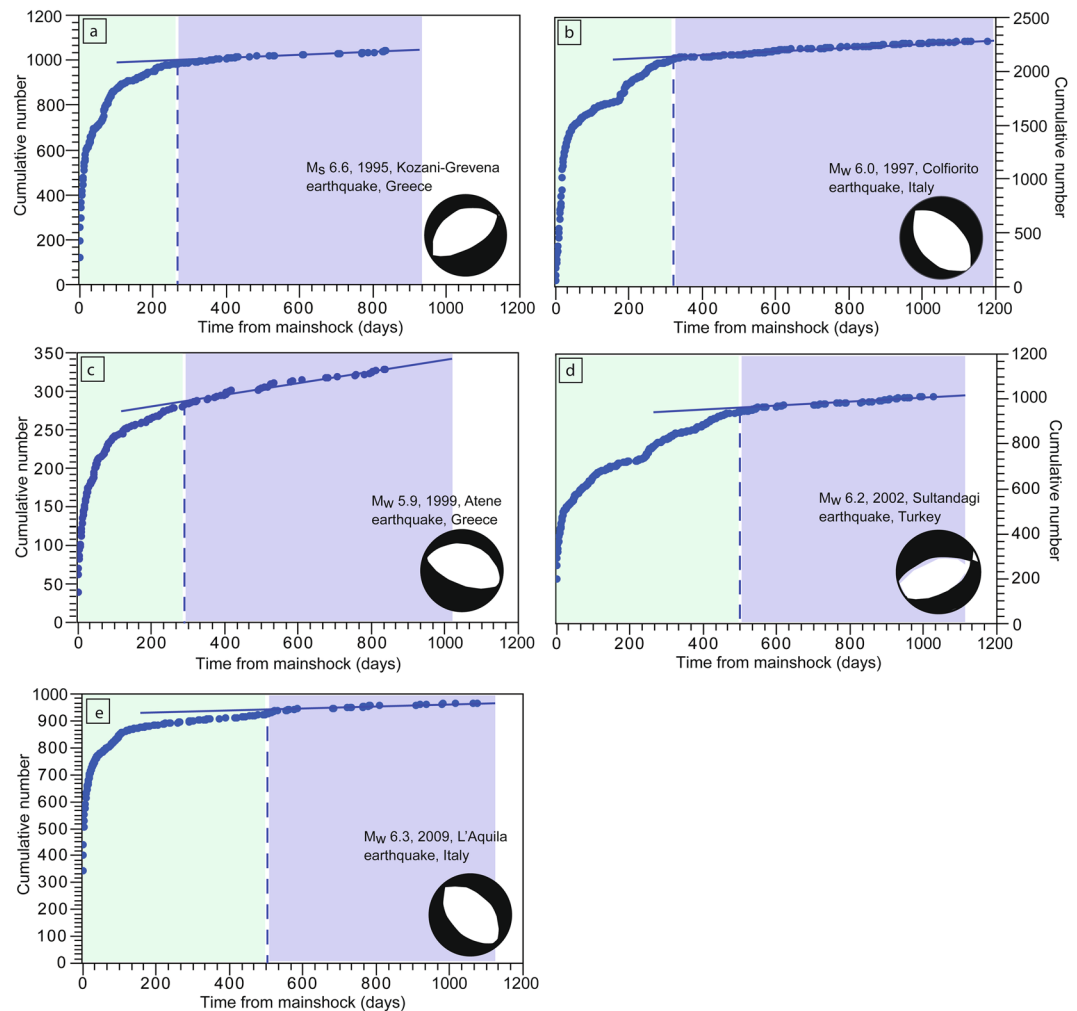 a
1200
1000
800
600
400
200
0
Cumulative number
0 200 400 600 800 1000 1200
Time from mainshock (days)
MS 6.6, 1995, Kozani-Grevena
earthquake, Greece
b
2500
2000
1500
1000
500
0
Cumulative number
0 200 400 600 800 1000 1200
Time from mainshock (days)
MW 6.0, 1997, Colfiorito
earthquake, Italy
c
350
300
250
200
150
100
50
0
Cumulative number
0 200 400 600 800 1000 1200
Time from mainshock (days)
MW 5.9, 1999, Atene
earthquake, Greece
d
1200
1000
800
600
400
200
0
Cumulative number
0 200 400 600 800 1000 1200
Time from mainshock (days)
MW 6.2, 2002, Sultandagi
earthquake, Turkey
e
1000
900
800
700
600
500
400
300
200
100
0
Cumulative number
0 200 400 600 800 1000 1200
Time from mainshock (days)
MW 6.3, 2009, L'Aquila
earthquake, Italy